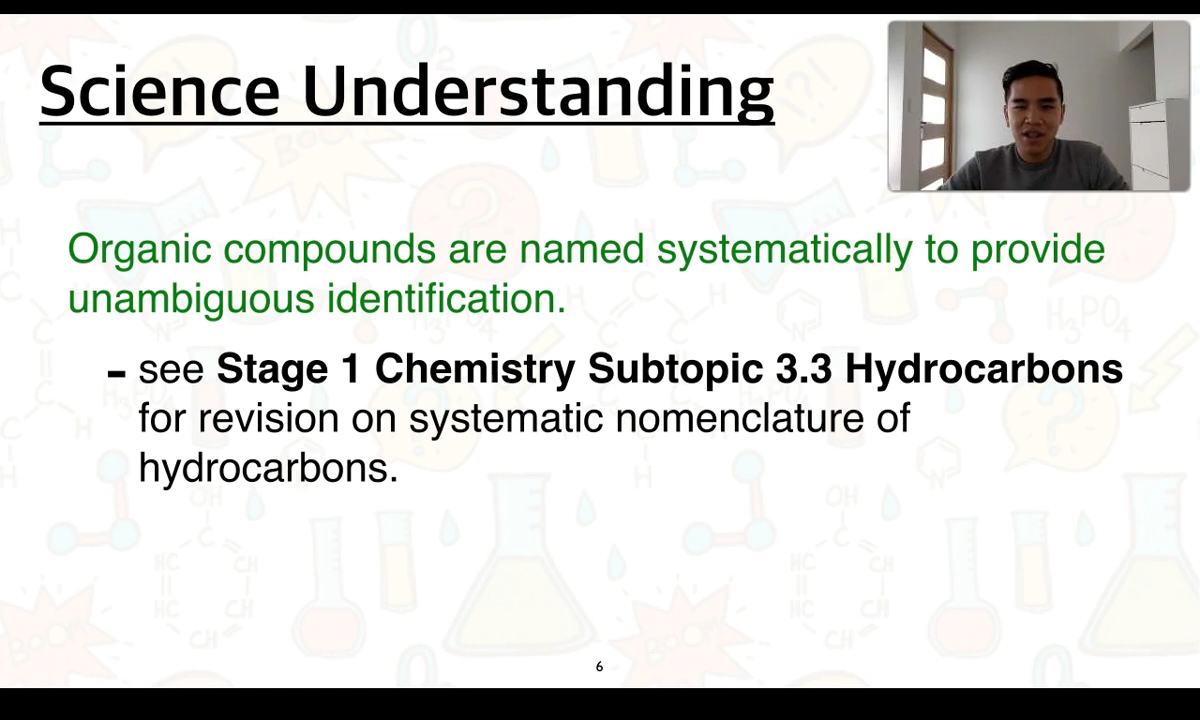 Science Understanding
Organic compounds are named systematically to provide
unambiguous identification.
- see Stage 1 Chemistry Subtopic 3.3 Hydrocarbons
for revision on systematic nomenclature of
hydrocarbons.
6